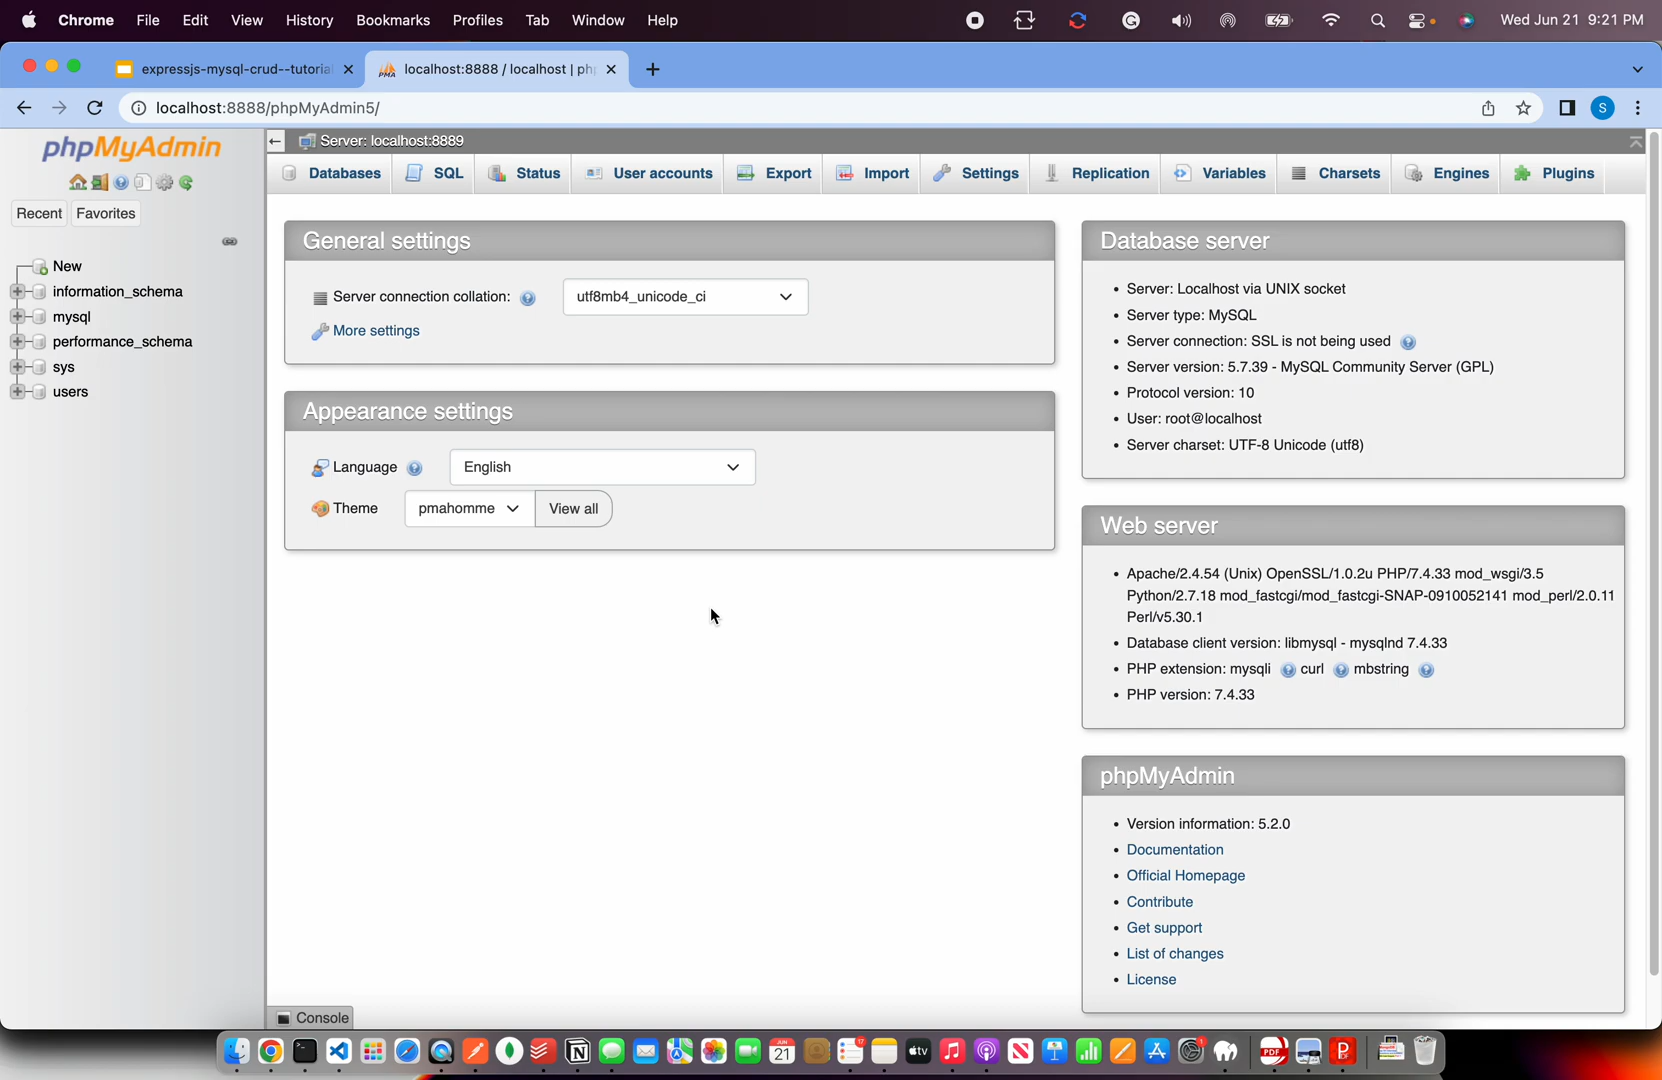 Chrome File Edit View History Bookmarks Profiles Tab Window Help Wed Jun 21 9:21 PM
expressjs-mysql-crud--tutorial localhost:8888 / localhost | ph
localhost:8888/phpMyAdmin5/ S
phpMyAdmin
Recent Favorites
New
information_schema
mysql
performance_schema
sys
users
Server: localhost:8889
Databases SQL Status User accounts Export Import Settings Replication Variables Charsets Engines Plugins
General settings
Server connection collation: utf8mb4_unicode_ci
More settings
Appearance settings
Language English
Theme pmahomme View all
Database server
• Server: Localhost via UNIX socket
• Server type: MySQL
• Server connection: SSL is not being used
• Server version: 5.7.39 - MySQL Community Server (GPL)
• Protocol version: 10
• User: root@localhost
• Server charset: UTF-8 Unicode (utf8)
Web server
• Apache/2.4.54 (Unix) OpenSSL/1.0.2u PHP/7.4.33 mod_wsgi/3.5
Python/2.7.18 mod_fastcgi/mod_fastcgi-SNAP-0910052141 mod_perl/2.0.11
Perl/v5.30.1
• Database client version: libmysql - mysqlnd 7.4.33
• PHP extension: mysqli curl mbstring
• PHP version: 7.4.33
phpMyAdmin
• Version information: 5.2.0
• Documentation
• Official Homepage
• Contribute
• Get support
• List of changes
• License
Console